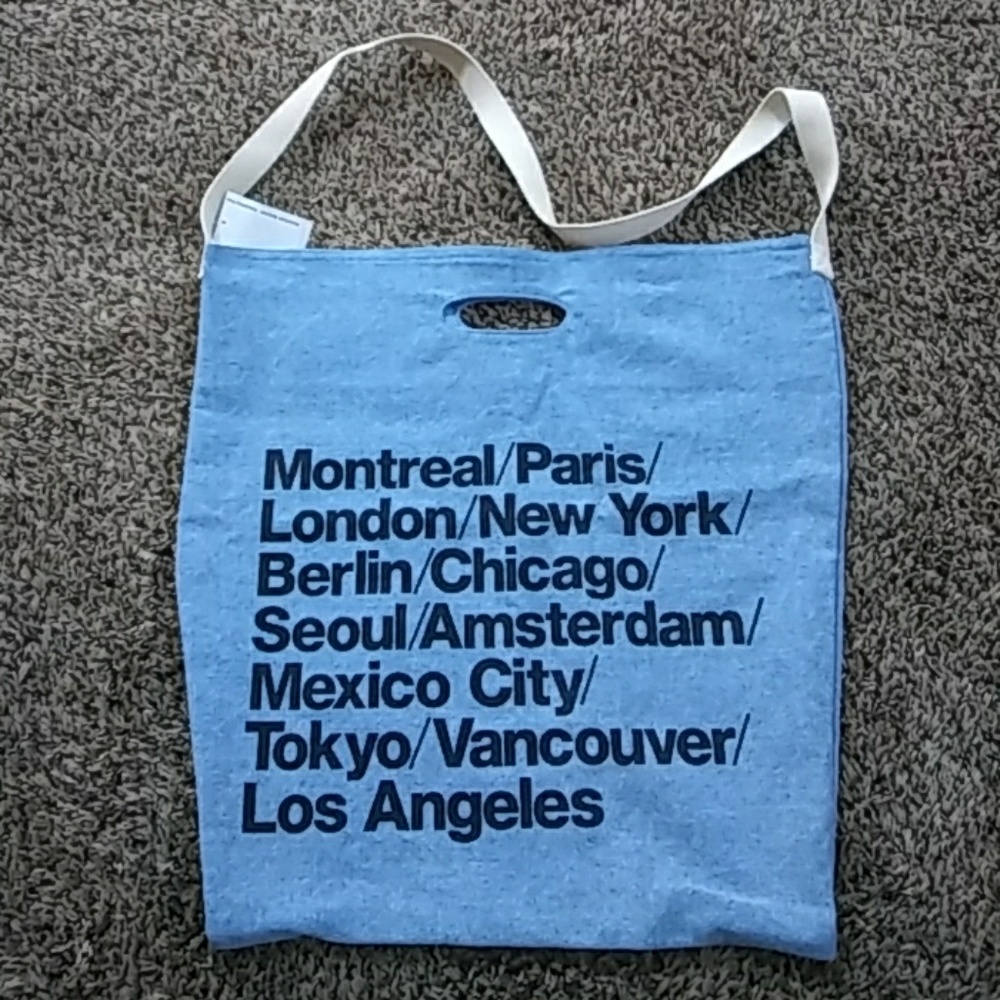 Montreal/Paris/
London/New York/
Berlin/Chicago/
Seoul/Amsterdam/
Mexico City/
Tokyo/Vancouver/
Los Angeles